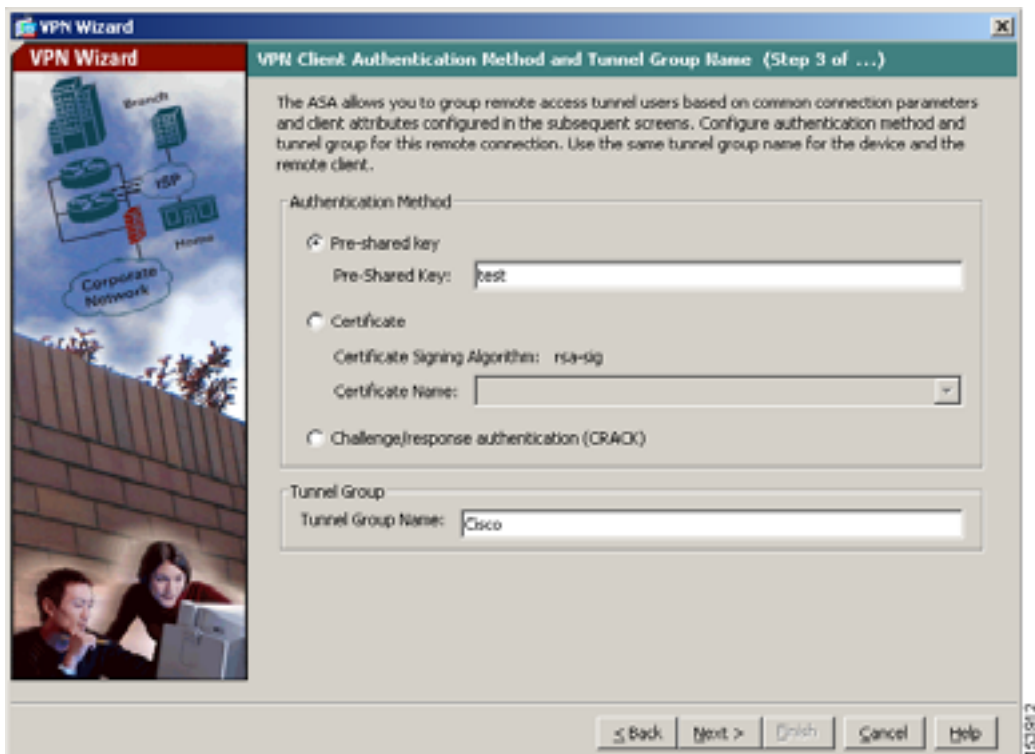 VPN Wizard
VPN Wizard
VPN Client Authentication Method and Tunnel Group Name (Step 3 of ...)
Branch
ISP
Home
Corporate
Network
The ASA allows you to group remote access tunnel users based on common connection parameters
and client attributes configured in the subsequent screens. Configure authentication method and
tunnel group for this remote connection. Use the same tunnel group name for the device and the
remote client.
Authentication Method
Pre-shared key
Pre-Shared Key: test
Certificate
Certificate Signing Algorithm: rsa-sig
Certificate Name:
Challenge/response authentication (CRACK)
Tunnel Group
Tunnel Group Name: Cisco
< Back
Next >
Finish
Cancel
Help